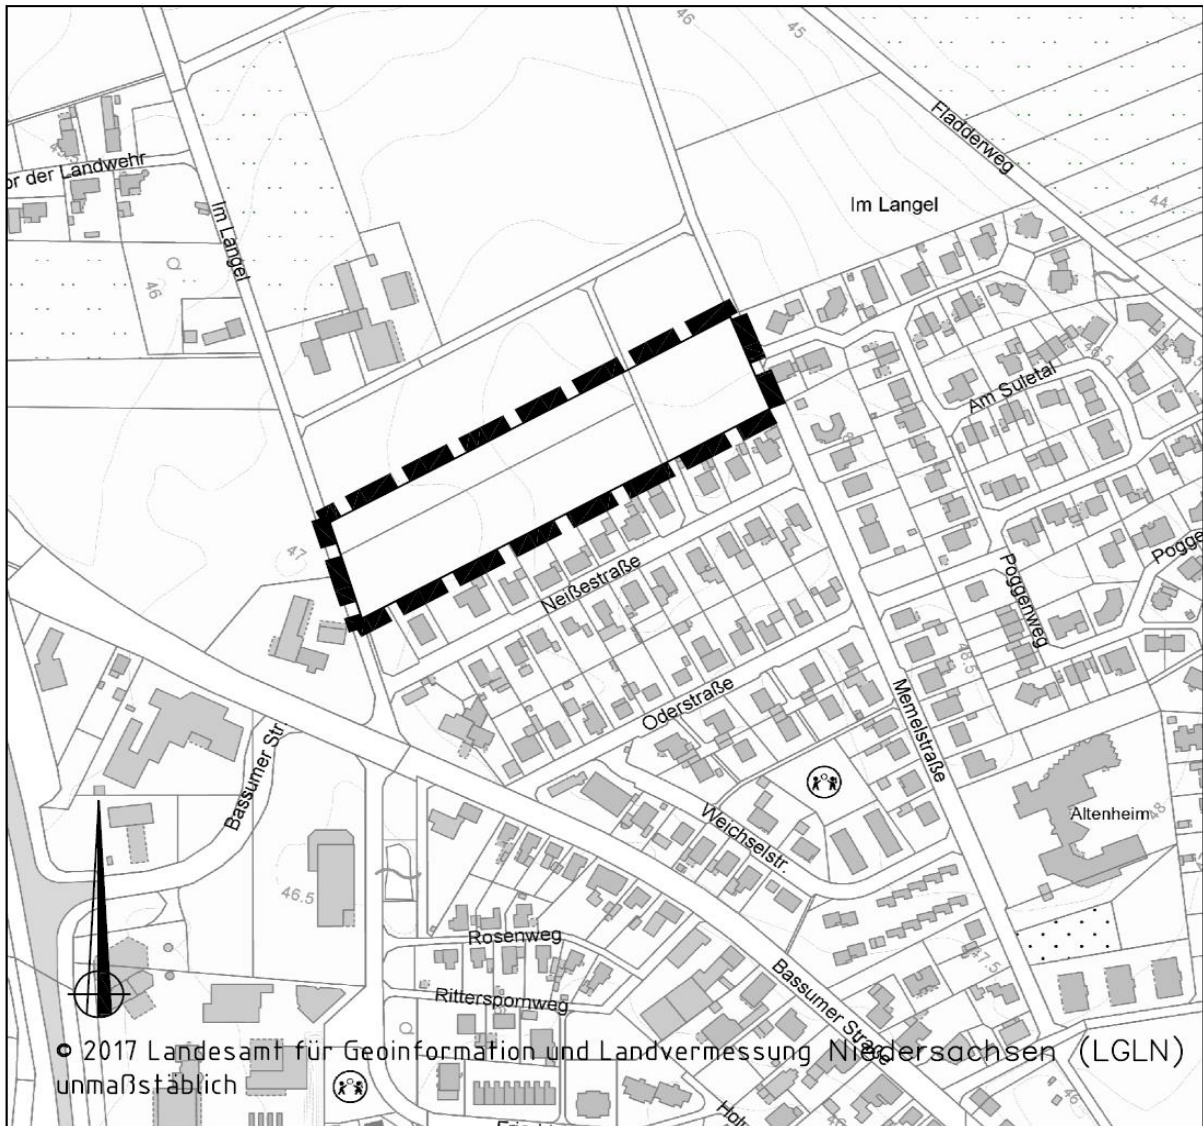 46
45
Fladderweg
or der Landwehr
Im Langel
Im Langel
44
46
46.5
Am Suletal
47
Neißestraße
Poggenweg
Pogge
48.5
Oderstraße
Memelstraße
Bassumer Str.
Weichselstr.
Altenheim
48
46.5
Rosenweg
47.5
Ritterspornweg
Bassumer Straße
© 2017 Landesamt für Geoinformation und Landvermessung Niedersachsen (LGLN)
unmaßstäblich